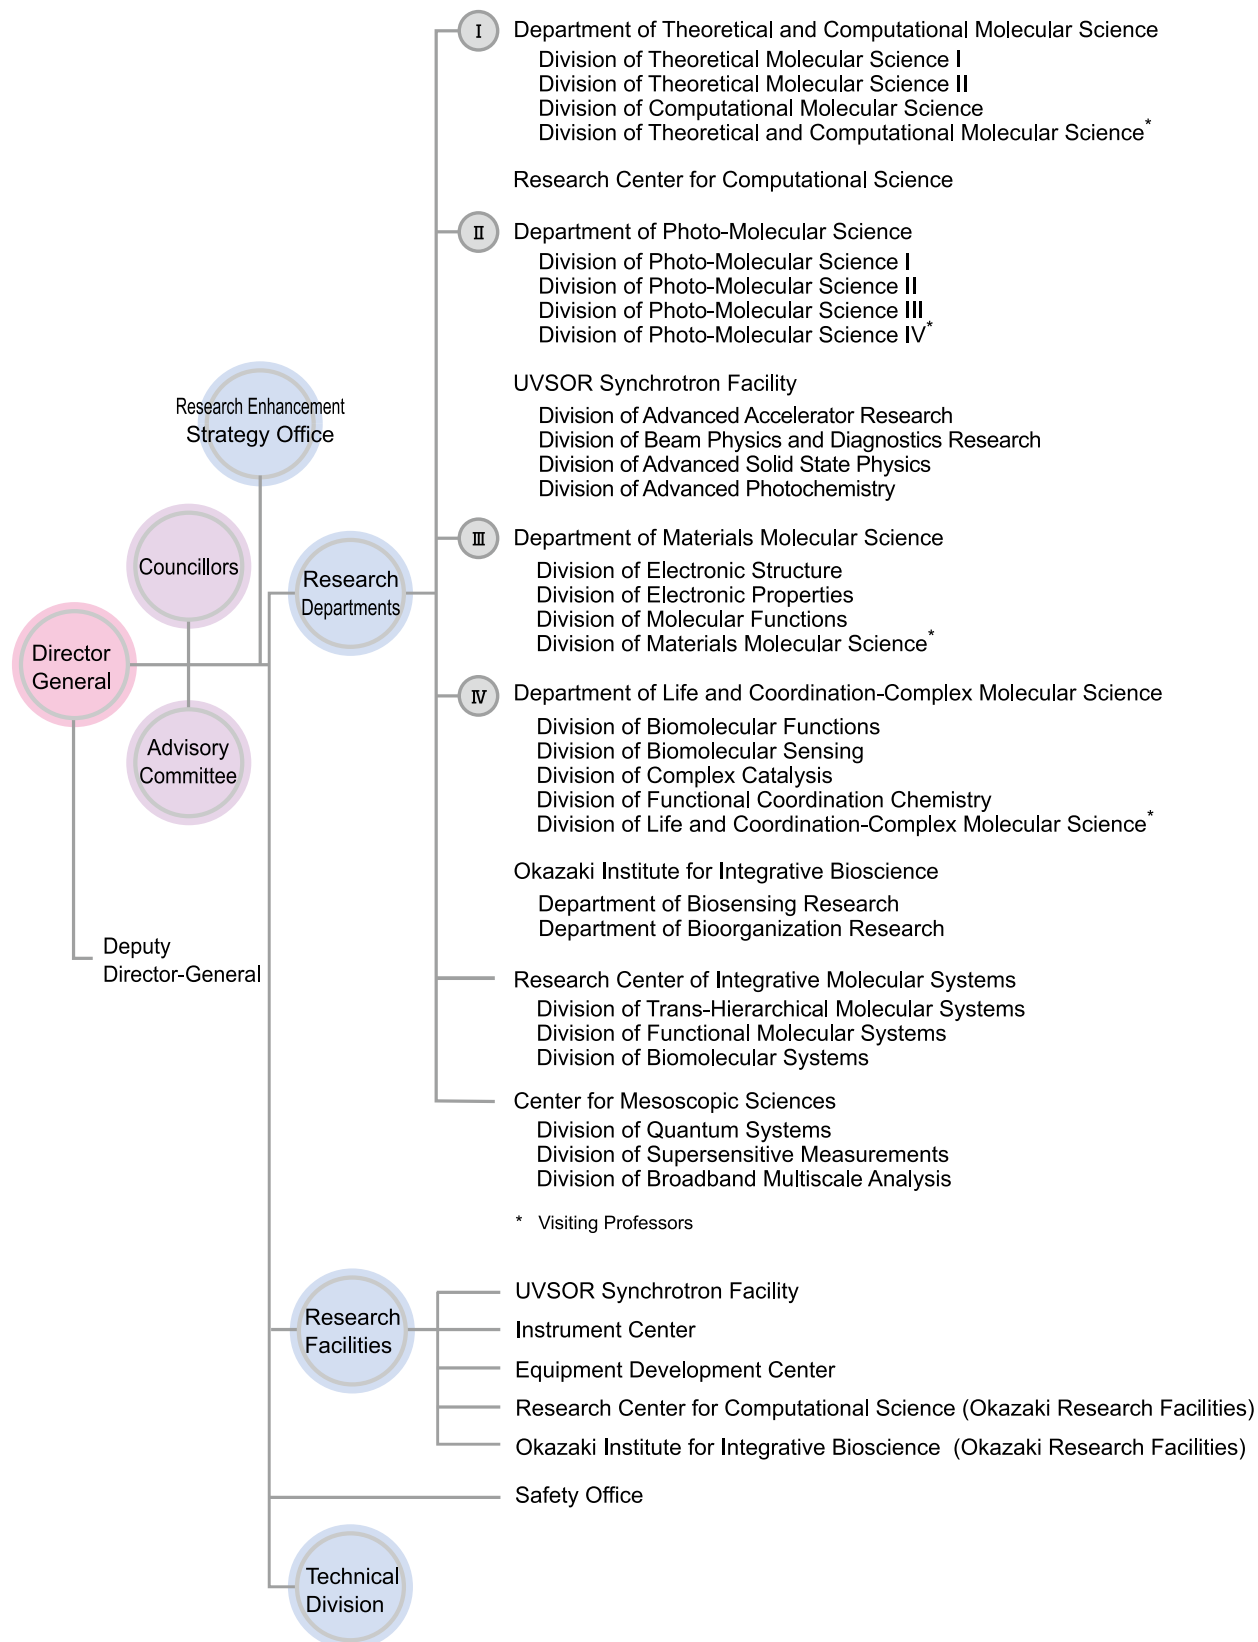 I Department of Theoretical and Computational Molecular Science
Division of Theoretical Molecular Science I
Division of Theoretical Molecular Science II
Division of Computational Molecular Science
Division of Theoretical and Computational Molecular Science*
Research Center for Computational Science
II Department of Photo-Molecular Science
Division of Photo-Molecular Science I
Division of Photo-Molecular Science II
Division of Photo-Molecular Science III
Division of Photo-Molecular Science IV*
UVSOR Synchrotron Facility
Division of Advanced Accelerator Research
Division of Beam Physics and Diagnostics Research
Division of Advanced Solid State Physics
Division of Advanced Photochemistry
Research Enhancement
Strategy Office
Councillors
Research
Departments
Director
General
Advisory
Committee
Deputy
Director-General
III Department of Materials Molecular Science
Division of Electronic Structure
Division of Electronic Properties
Division of Molecular Functions
Division of Materials Molecular Science*
IV Department of Life and Coordination-Complex Molecular Science
Division of Biomolecular Functions
Division of Biomolecular Sensing
Division of Complex Catalysis
Division of Functional Coordination Chemistry
Division of Life and Coordination-Complex Molecular Science*
Okazaki Institute for Integrative Bioscience
Department of Biosensing Research
Department of Bioorganization Research
Research Center of Integrative Molecular Systems
Division of Trans-Hierarchical Molecular Systems
Division of Functional Molecular Systems
Division of Biomolecular Systems
Center for Mesoscopic Sciences
Division of Quantum Systems
Division of Supersensitive Measurements
Division of Broadband Multiscale Analysis
* Visiting Professors
Research
Facilities
UVSOR Synchrotron Facility
Instrument Center
Equipment Development Center
Research Center for Computational Science (Okazaki Research Facilities)
Okazaki Institute for Integrative Bioscience (Okazaki Research Facilities)
Safety Office
Technical
Division